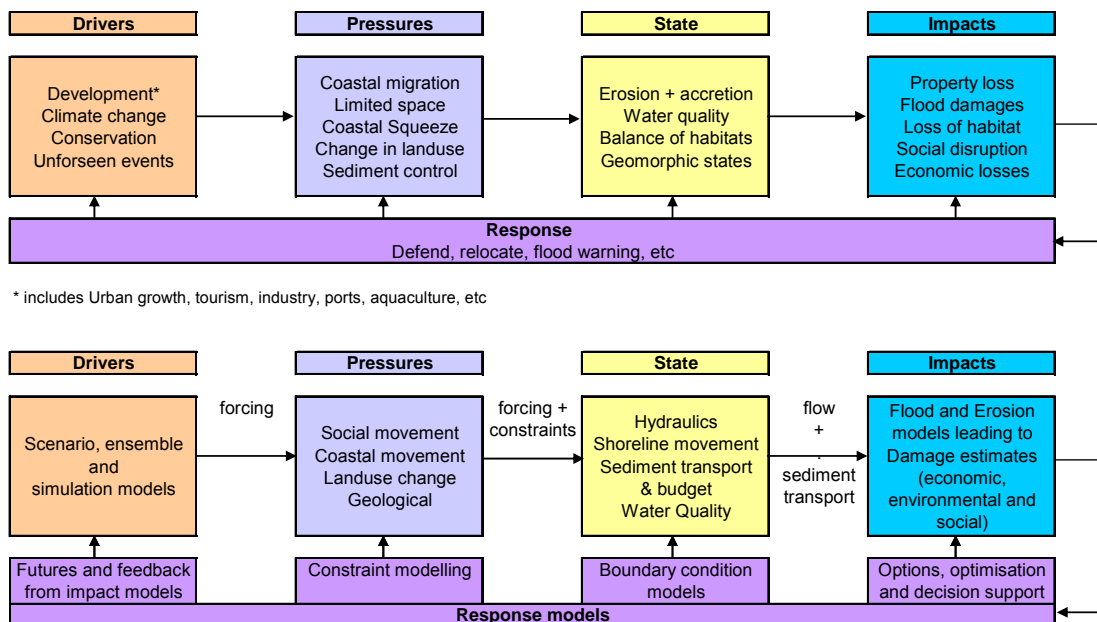 Drivers
Pressures
State
Impacts
Development*
Climate change
Conservation
Unforseen events
Coastal migration
Limited space
Coastal Squeeze
Change in landuse
Sediment control
Erosion + accretion
Water quality
Balance of habitats
Geomorphic states
Property loss
Flood damages
Loss of habitat
Social disruption
Economic losses
Response
Defend, relocate, flood warning, etc
* includes Urban growth, tourism, industry, ports, aquaculture, etc
Drivers
Pressures
State
Impacts
Scenario, ensemble
and
simulation models
forcing
Social movement
Coastal movement
Landuse change
Geological
forcing +
constraints
Hydraulics
Shoreline movement
Sediment transport
& budget
Water Quality
flow
+
.
sediment
transport
Flood and Erosion
models leading to
Damage estimates
(economic,
environmental and
social)
Futures and feedback
from impact models
Constraint modelling
Boundary condition
models
Options, optimisation
and decision support
Response models